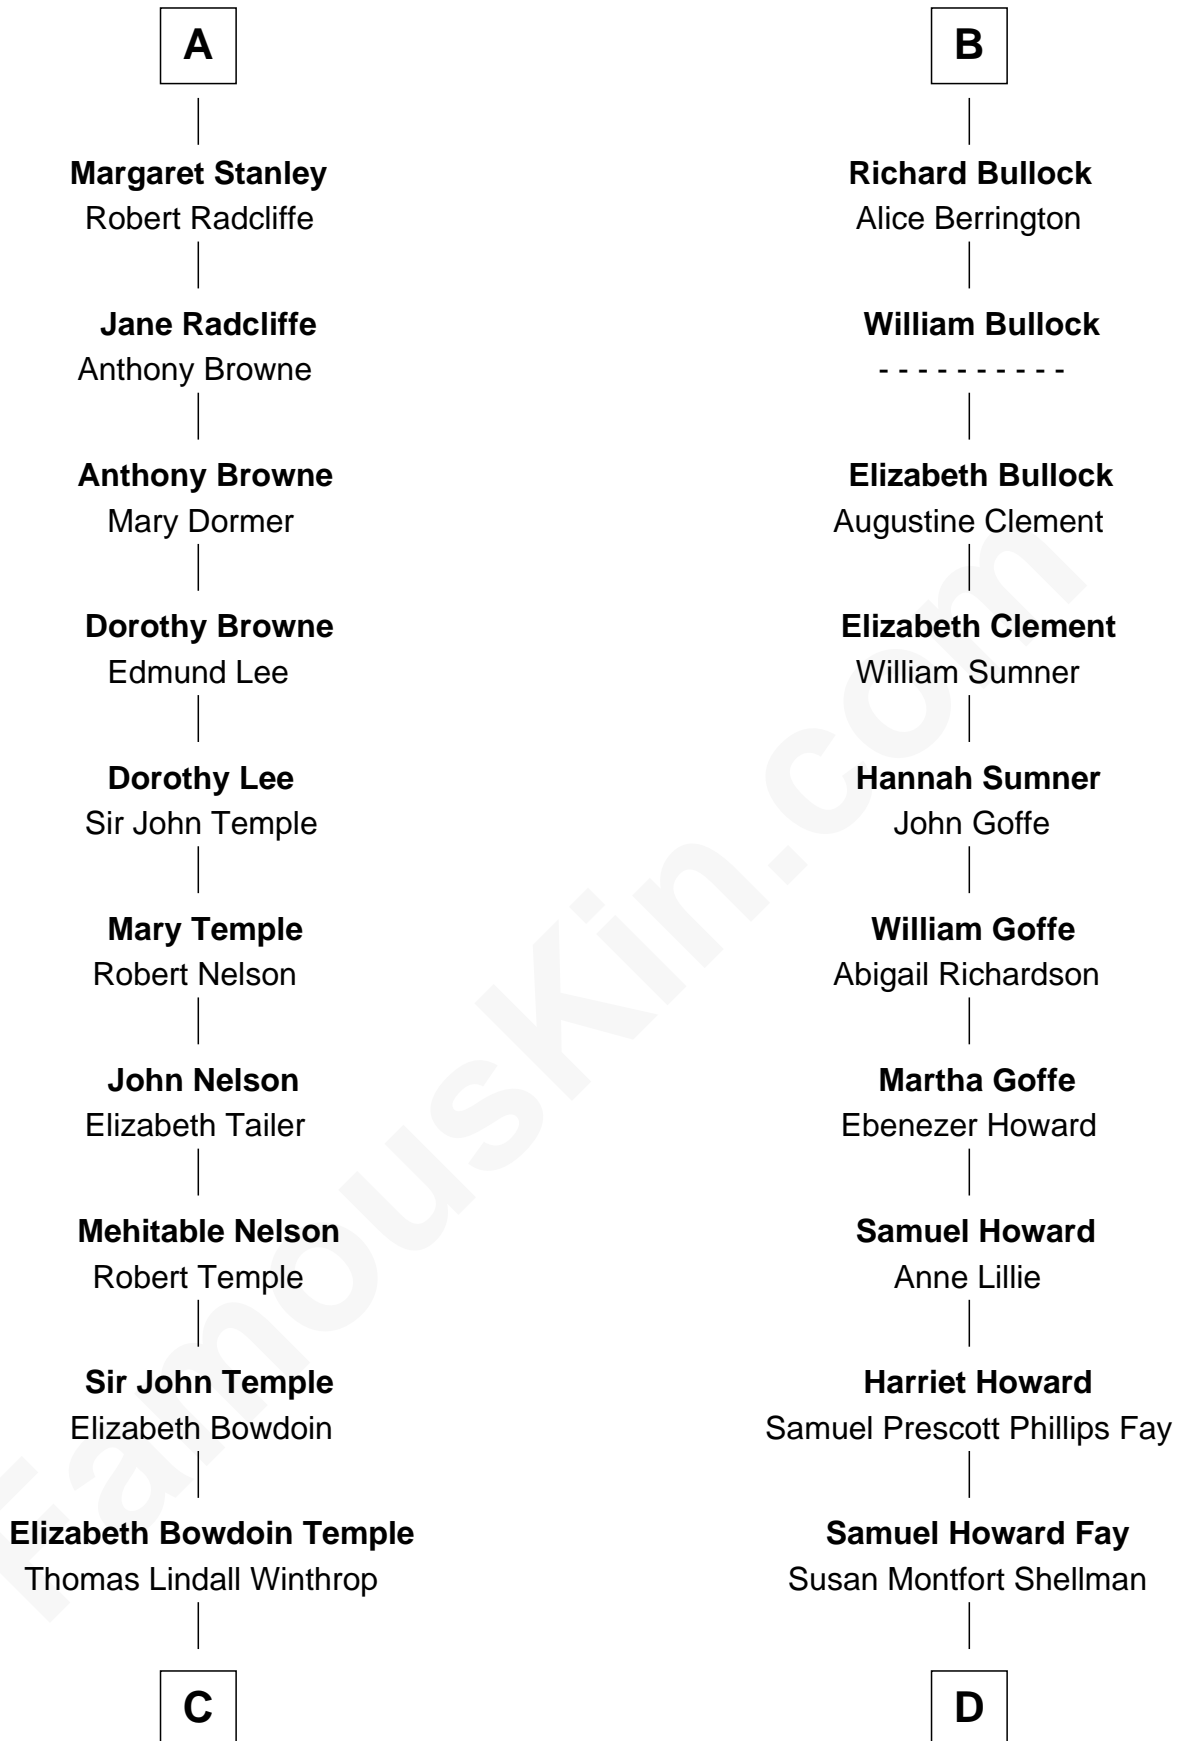 A
Margaret Stanley
Robert Radcliffe
Jane Radcliffe
Anthony Browne
Anthony Browne
Mary Dormer
Dorothy Browne
Edmund Lee
Dorothy Lee
Sir John Temple
Mary Temple
Robert Nelson
John Nelson
Elizabeth Tailer
Mehitable Nelson
Robert Temple
Sir John Temple
Elizabeth Bowdoin
Elizabeth Bowdoin Temple
Thomas Lindall Winthrop
C
B
Richard Bullock
Alice Berrington
William Bullock
- - - - - - - - - -
Elizabeth Bullock
Augustine Clement
Elizabeth Clement
William Sumner
Hannah Sumner
John Goffe
William Goffe
Abigail Richardson
Martha Goffe
Ebenezer Howard
Samuel Howard
Anne Lillie
Harriet Howard
Samuel Prescott Phillips Fay
Samuel Howard Fay
Susan Montfort Shellman
D
FamousKin.com